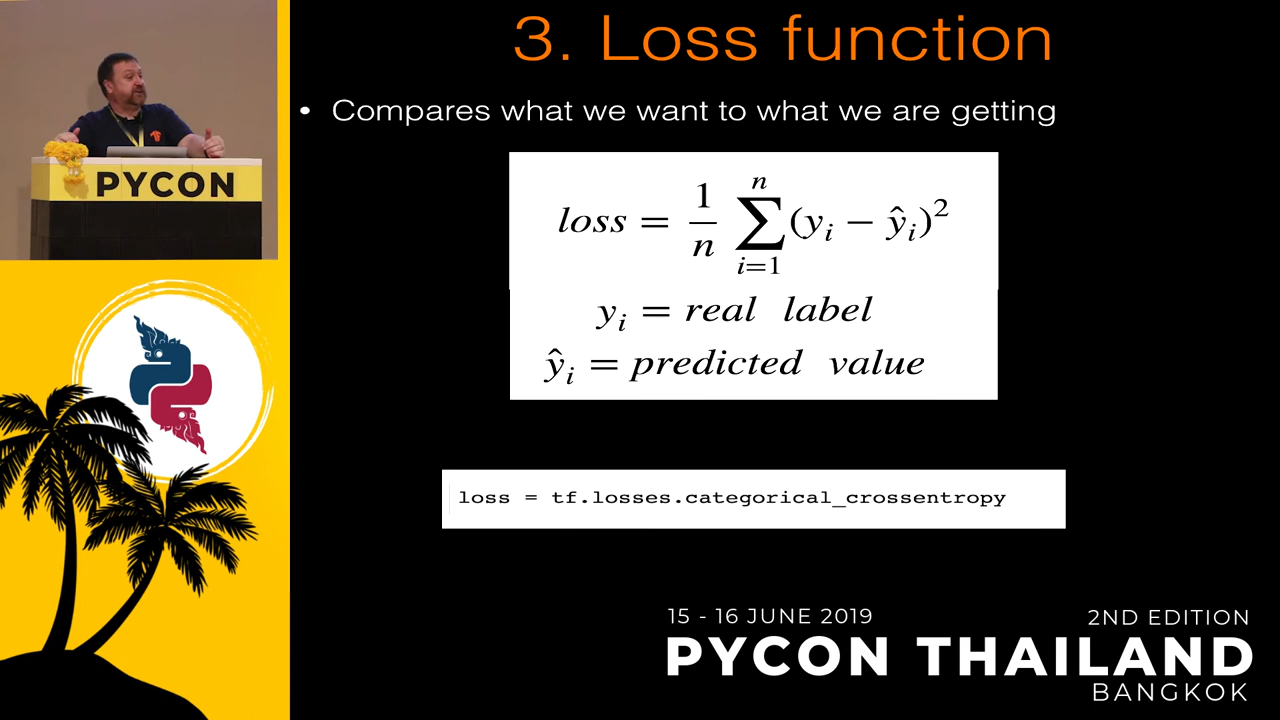 3. Loss function
• Compares what we want to what we are getting
loss = \frac{1}{n} \sum_{i=1}^{n} (y_i − ŷ_i)^2
y_i = real label
ŷ_i = predicted value
loss = tf.losses.categorical_crossentropy
PYCON
15 - 16 JUNE 2019
2ND EDITION
PYCON THAILAND
BANGKOK